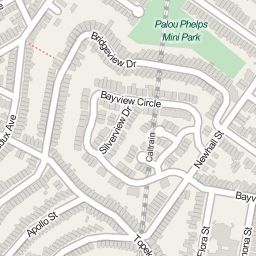 Palou Phelps
Mini Park
Bridgeview Dr
Bayview Circle
Silverview Dr
Caltrain
Newhall St
Apollo St